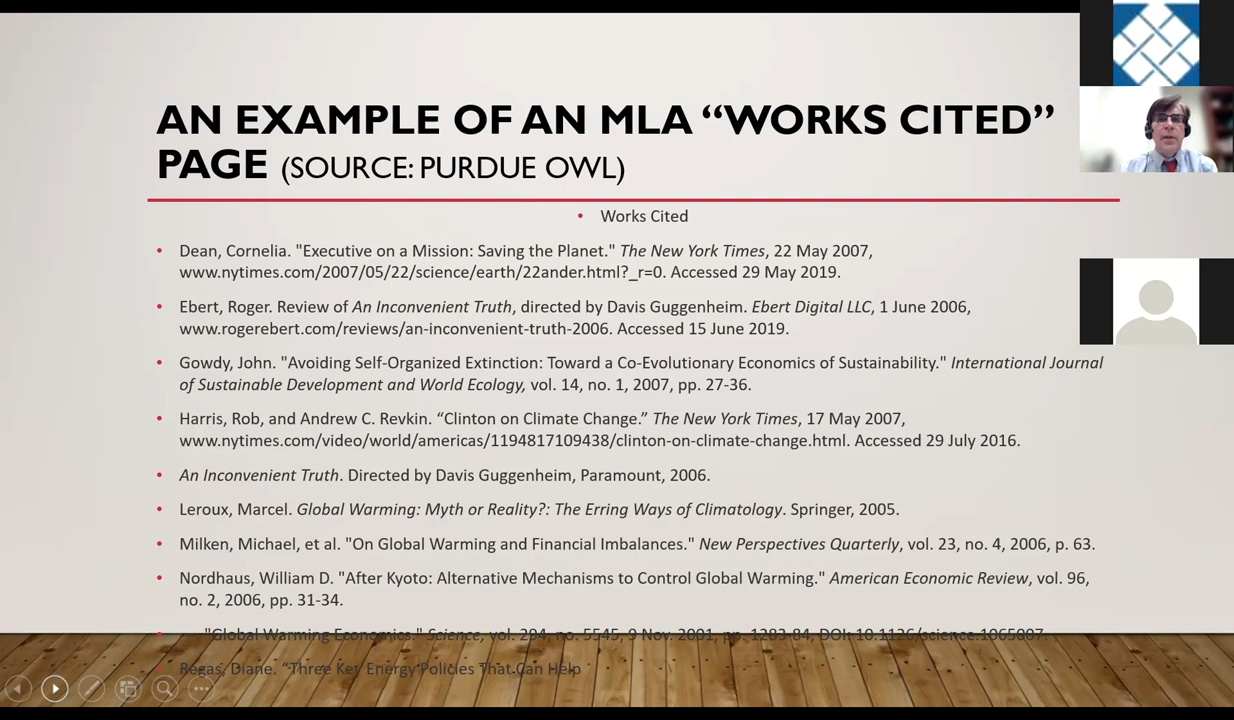 AN EXAMPLE OF AN MLA “WORKS CITED”
PAGE (SOURCE: PURDUE OWL)
• Works Cited
• Dean, Cornelia. "Executive on a Mission: Saving the Planet." The New York Times, 22 May 2007,
www.nytimes.com/2007/05/22/science/earth/22ander.html?_r=0. Accessed 29 May 2019.
• Ebert, Roger. Review of An Inconvenient Truth, directed by Davis Guggenheim. Ebert Digital LLC, 1 June 2006,
www.rogerebert.com/reviews/an-inconvenient-truth-2006. Accessed 15 June 2019.
• Gowdy, John. "Avoiding Self-Organized Extinction: Toward a Co-Evolutionary Economics of Sustainability." International Journal
of Sustainable Development and World Ecology, vol. 14, no. 1, 2007, pp. 27-36.
• Harris, Rob, and Andrew C. Revkin. “Clinton on Climate Change.” The New York Times, 17 May 2007,
www.nytimes.com/video/world/americas/1194817109438/clinton-on-climate-change.html. Accessed 29 July 2016.
• An Inconvenient Truth. Directed by Davis Guggenheim, Paramount, 2006.
• Leroux, Marcel. Global Warming: Myth or Reality?: The Erring Ways of Climatology. Springer, 2005.
• Milken, Michael, et al. "On Global Warming and Financial Imbalances." New Perspectives Quarterly, vol. 23, no. 4, 2006, p. 63.
• Nordhaus, William D. "After Kyoto: Alternative Mechanisms to Control Global Warming." American Economic Review, vol. 96,
no. 2, 2006, pp. 31-34.
• "Global Warming Economics." Science, vol. 294, no. 5545, 9 Nov. 2001, pp. 1283-84, DOI: 10.1126/science.1065007.
• Regas, Diane. “Three Key Energy Policies That Can Help